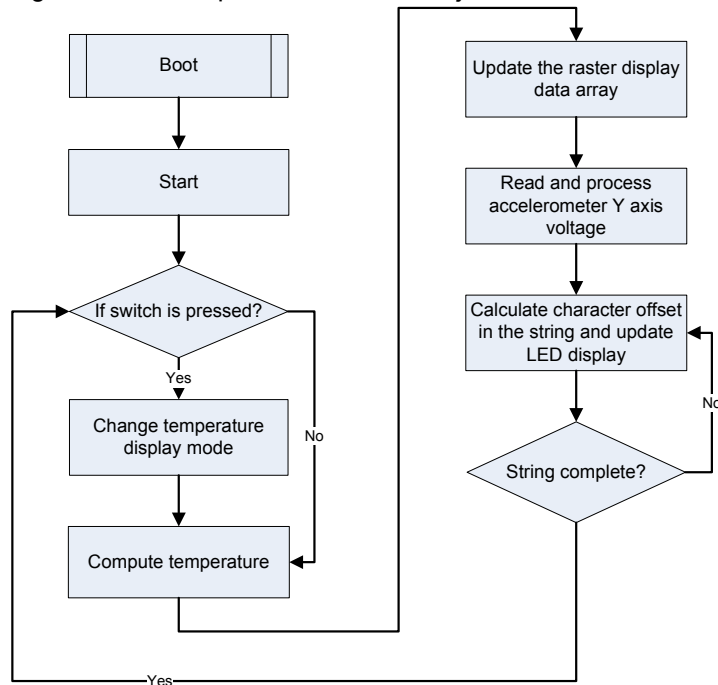 Boot
Start
If switch is pressed?
Yes
No
Change temperature
display mode
Compute temperature
Update the raster display
data array
Read and process
accelerometer Y axis
voltage
Calculate character offset
in the string and update
LED display
No
String complete?
Yes